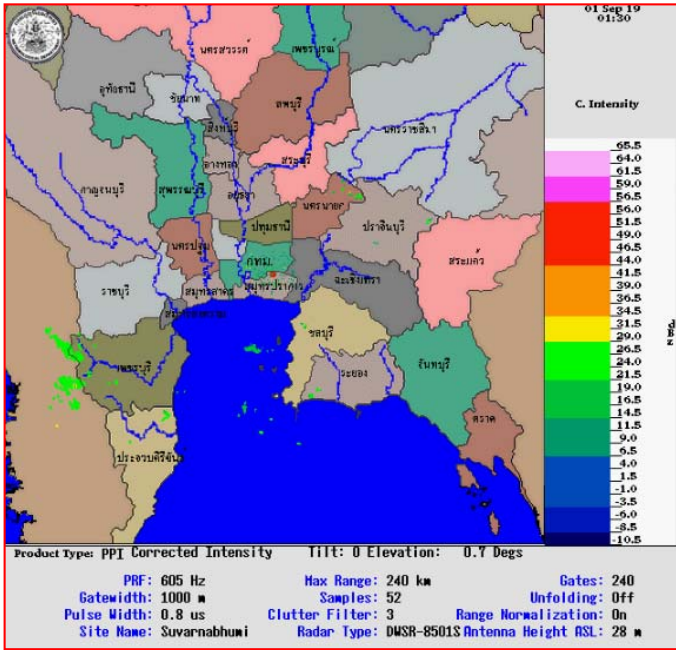 01 Sep 19
01:30
C. Intensity
นครสวรรค์
เพชรบูรณ์
อุทัยธานี
ชัยนาท
ลพบุรี
สิงห์บุรี
นครราชสีมา
อ่างทอง
สระบุรี
กาญจนบุรี
สุพรรณบุรี
อยุธยา
นครนายก
ปราจีนบุรี
ปทุมธานี
นครปฐม
กทม.
สระแก้ว
ราชบุรี
สมุทรสาคร
สมุทรปราการ
ฉะเชิงเทรา
สมุทรสงคราม
ชลบุรี
เพชรบุรี
ระยอง
จันทบุรี
ตราด
ประจวบคีรีขันธ์
65.5
64.0
61.5
59.0
56.5
56.0
54.0
51.5
49.0
46.5
44.0
41.5
39.0
36.5
34.5
31.5
29.0
26.5
24.0
21.5
19.0
16.5
14.5
11.5
9.0
6.5
4.0
1.5
-1.0
-3.5
-6.0
-8.5
-10.5
Product Type: PPI Corrected Intensity Tilt: 0 Elevation: 0.7 Degs
PRF: 605 Hz Max Range: 240 km Gates: 240
Gatewidth: 1000 m Samples: 52 Unfolding: Off
Pulse Width: 0.8 us Clutter Filter: 3 Range Normalization: On
Site Name: Suvarnabhumi Radar Type: DWSR-8501S Antenna Height ASL: 28 m